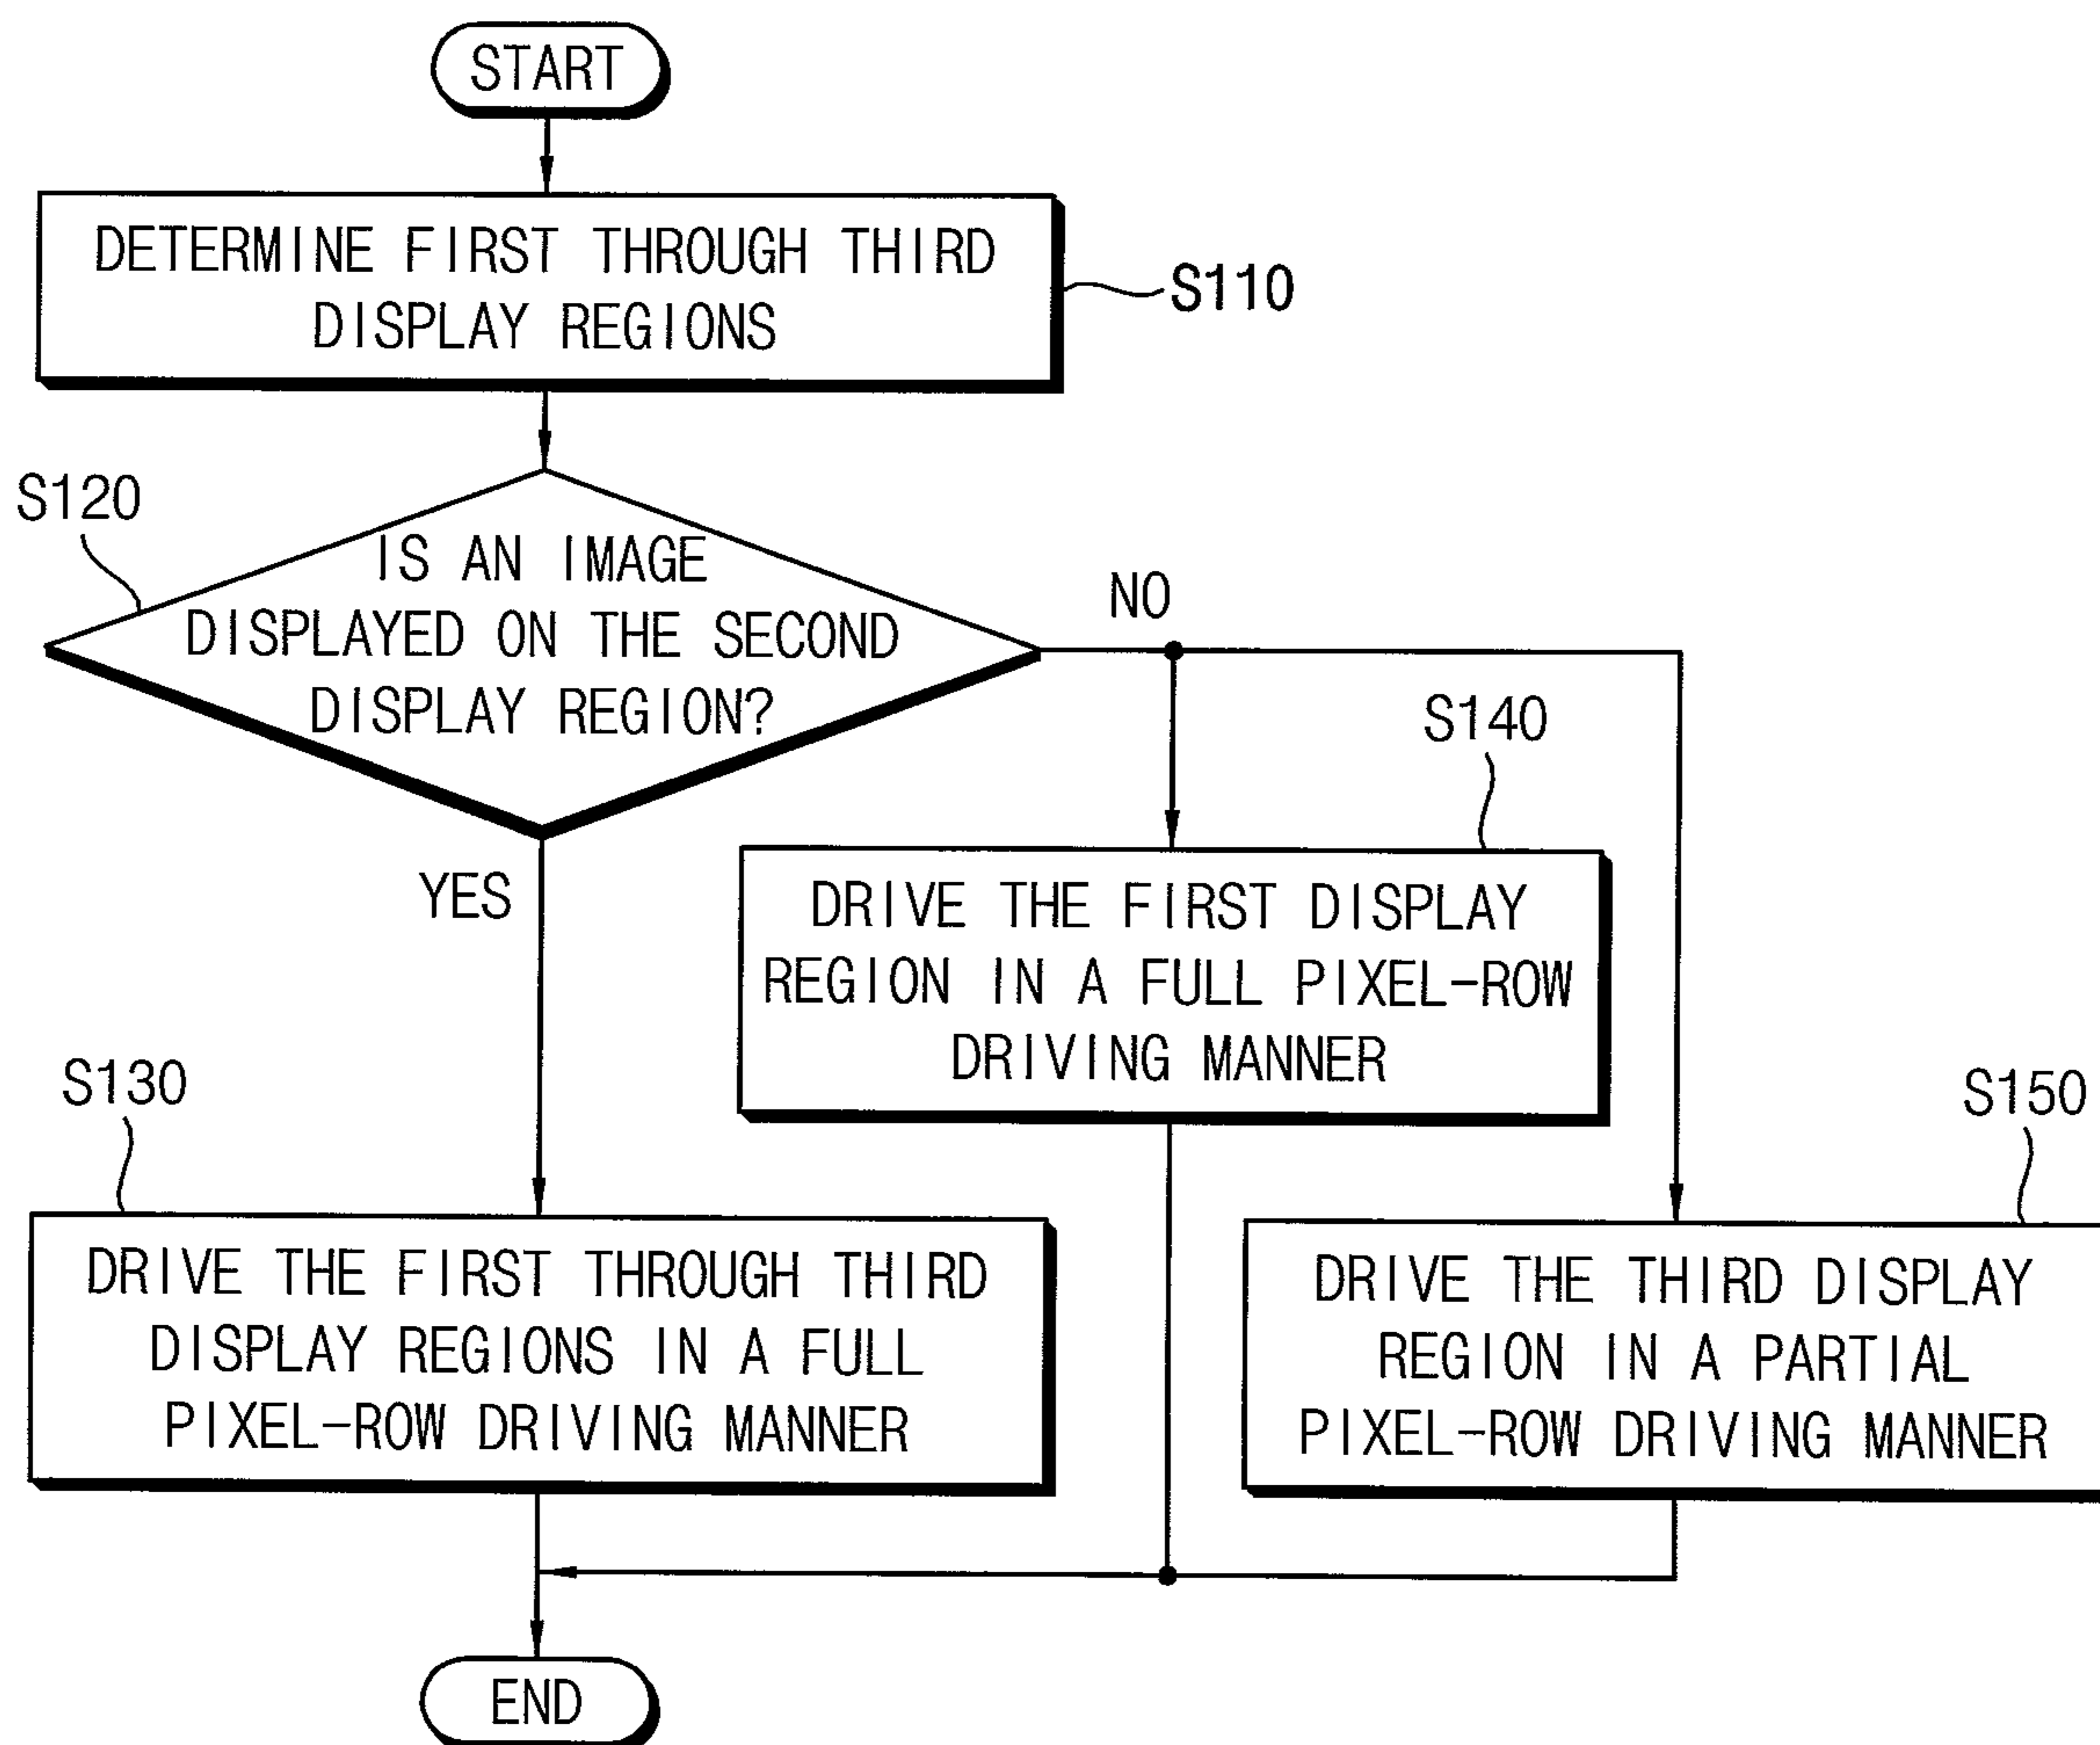 START
DETERMINE FIRST THROUGH THIRD
DISPLAY REGIONS
S110
S120
IS AN IMAGE
DISPLAYED ON THE SECOND
DISPLAY REGION?
NO
YES
S140
DRIVE THE FIRST DISPLAY
REGION IN A FULL PIXEL-ROW
DRIVING MANNER
S130
DRIVE THE FIRST THROUGH THIRD
DISPLAY REGIONS IN A FULL
PIXEL-ROW DRIVING MANNER
S150
DRIVE THE THIRD DISPLAY
REGION IN A PARTIAL
PIXEL-ROW DRIVING MANNER
END